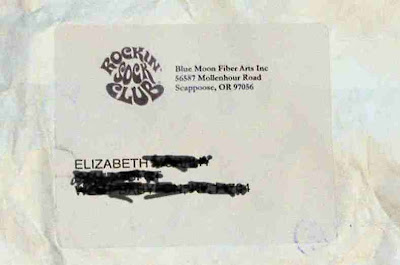 ROCKIN'
SOCK
CLUB
Blue Moon Fiber Arts Inc
56587 Mollenhour Road
Scappoose, OR 97056
ELIZABETH